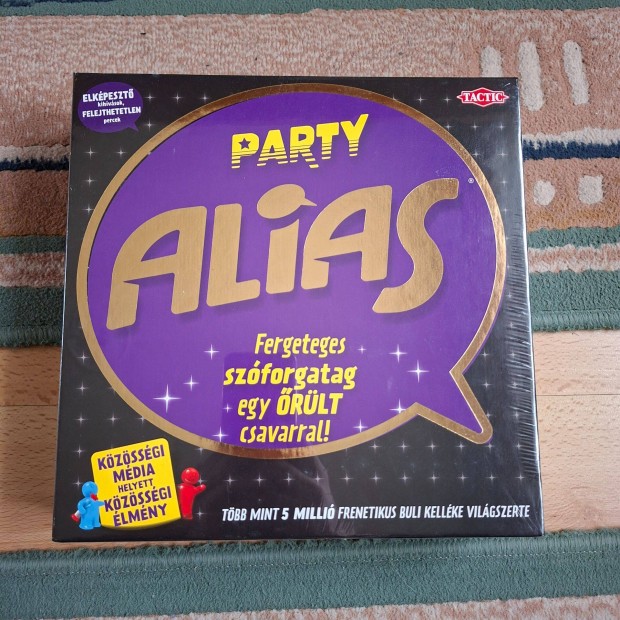 ELKÉPESZTŐ
kihívások,
FELEJTHETETLEN
percek
TACTIC
PARTY
ALiAS®
Fergeteges
szóforgatag
egy ŐRÜLT
csavarral!
KÖZÖSSÉGI
MÉDIA
HELYETT
KÖZÖSSÉGI
ÉLMÉNY
TÖBB MINT 5 MILLIÓ FRENETIKUS BULI KELLÉKE VILÁGSZERTE